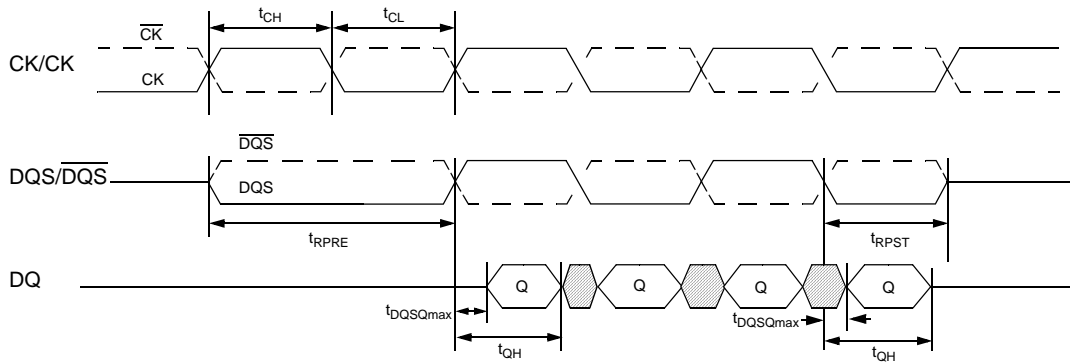 tCH tCL
CK
CK/CK
CK
DQS
DQS/DQS
DQS
tRPRE tRPST
DQ
Q Q Q Q
tDQSQmax tDQSQmax
tQH tQH